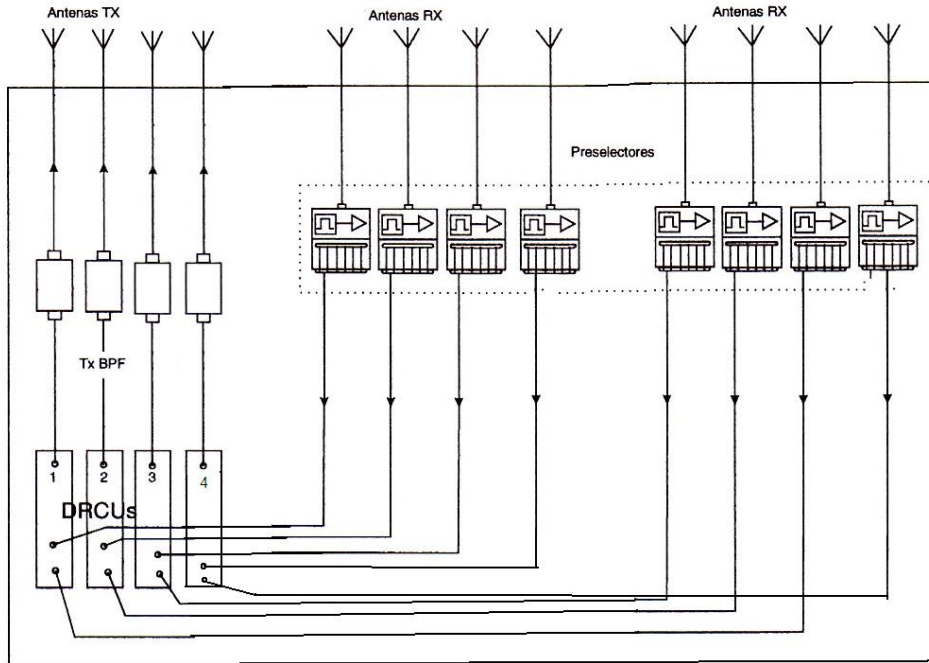 Antenas TX
Antenas RX
Antenas RX
Preselectores
Tx BPF
1
2
3
4
DRCUs